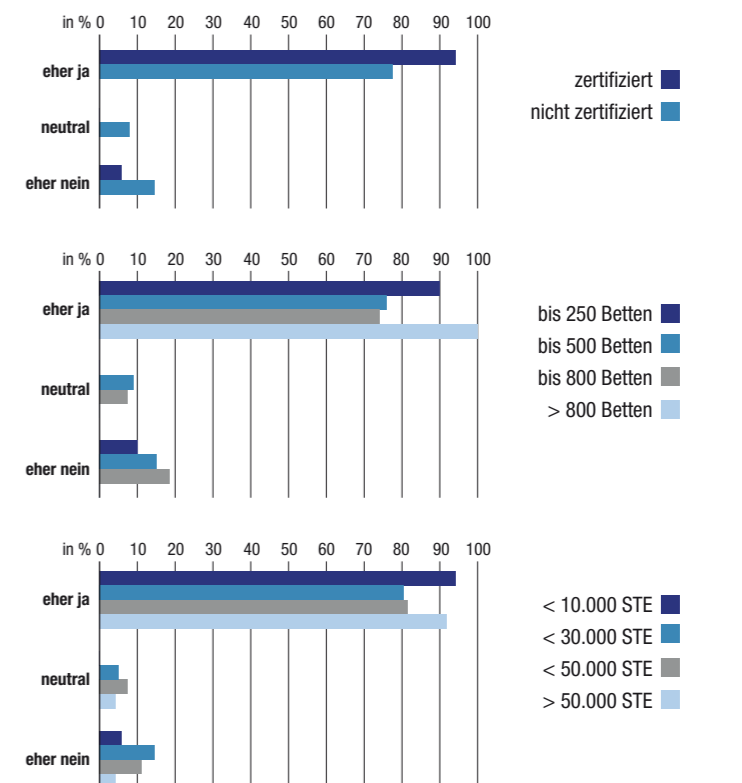 in % 0 10 20 30 40 50 60 70 80 90 100
eher ja
neutral
eher nein
zertifiziert
nicht zertifiziert
in % 0 10 20 30 40 50 60 70 80 90 100
eher ja
neutral
eher nein
bis 250 Betten
bis 500 Betten
bis 800 Betten
> 800 Betten
in % 0 10 20 30 40 50 60 70 80 90 100
eher ja
neutral
eher nein
< 10.000 STE
< 30.000 STE
< 50.000 STE
> 50.000 STE